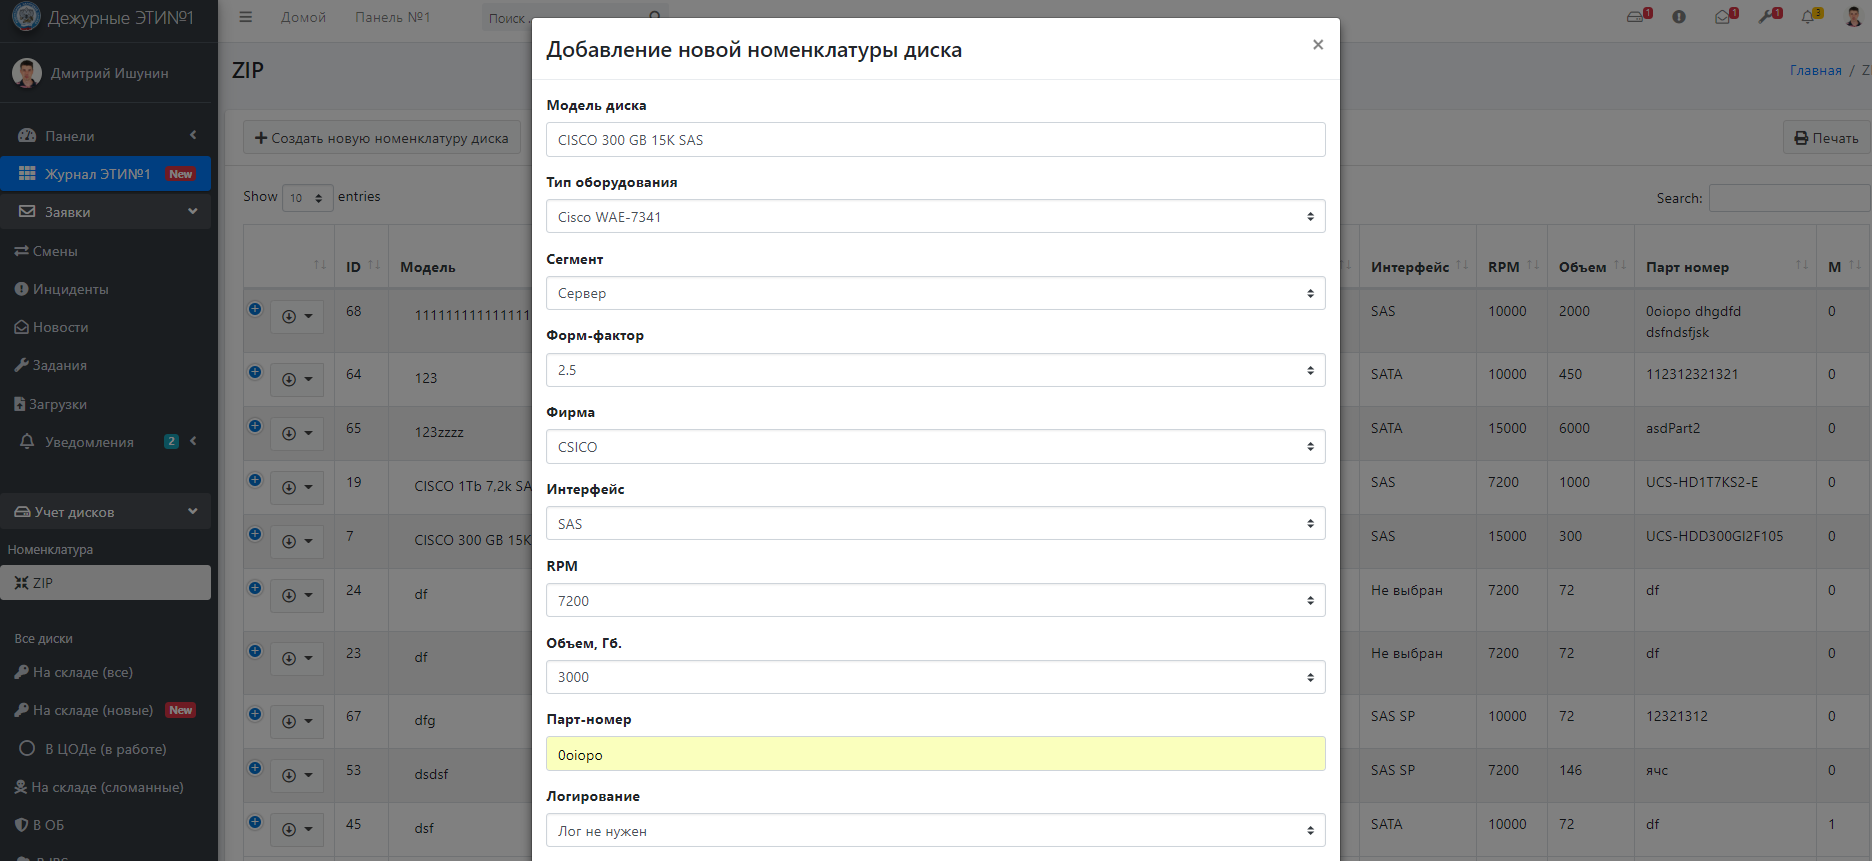 Дежурные ЭТИ№1
Домой
Панель №1
Поиск
1
1
1
3
Дмитрий Ишунин
Панели
Журнал ЭТИ№1 New
Заявки
Смены
Инциденты
Новости
Задания
Загрузки
Уведомления 2
Учет дисков
Номенклатура
ZIP
Все диски
На складе (все)
На складе (новые) New
В ЦОДе (в работе)
На складе (сломанные)
В ОБ
ZIP
Главная /
Создать новую номенклатуру диска
Печать
Show 10 entries
Search:
ID Модель Интерфейс RPM Объем Парт номер М
68 111111111111111 SAS 10000 2000 0oiopo dhgdfd 0
dsfndsfjsk
64 123 SATA 10000 450 112312321321 0
65 123zzzz SATA 15000 6000 asdPart2 0
19 CISCO 1Tb 7,2k SA SAS 7200 1000 UCS-HD1T7KS2-E 0
7 CISCO 300 GB 15K SAS 15000 300 UCS-HDD300GI2F105 0
24 df Не выбран 7200 72 df 0
23 df Не выбран 7200 72 df 0
67 dfg SAS SP 10000 72 12321312 0
53 dsdsf SAS SP 7200 146 ячс 0
45 dsf SATA 10000 72 df 1
Добавление новой номенклатуры диска
×
Модель диска
CISCO 300 GB 15K SAS
Тип оборудования
Cisco WAE-7341
Сегмент
Сервер
Форм-фактор
2.5
Фирма
CSICO
Интерфейс
SAS
RPM
7200
Объем, Гб.
3000
Парт-номер
0oiopo
Логирование
Лог не нужен